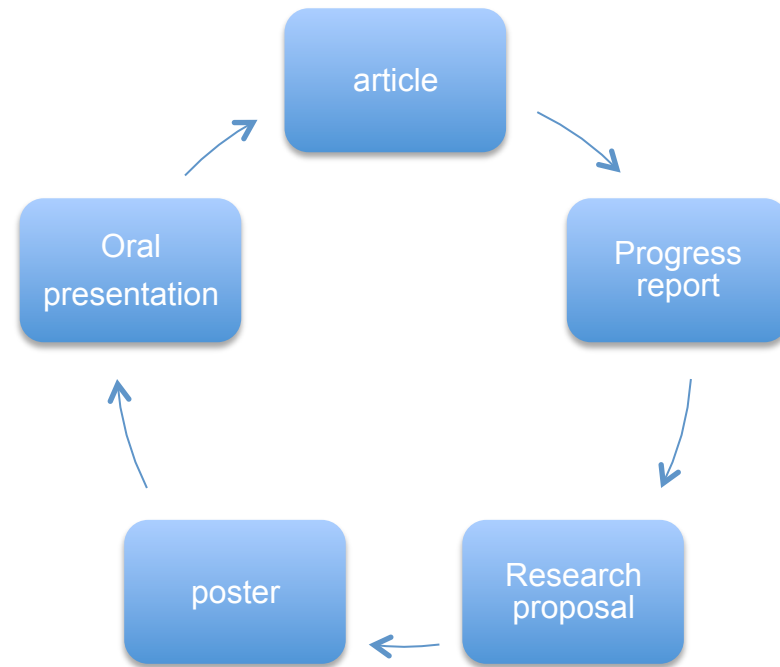 article
Progress
report
Research
proposal
poster
Oral
presentation